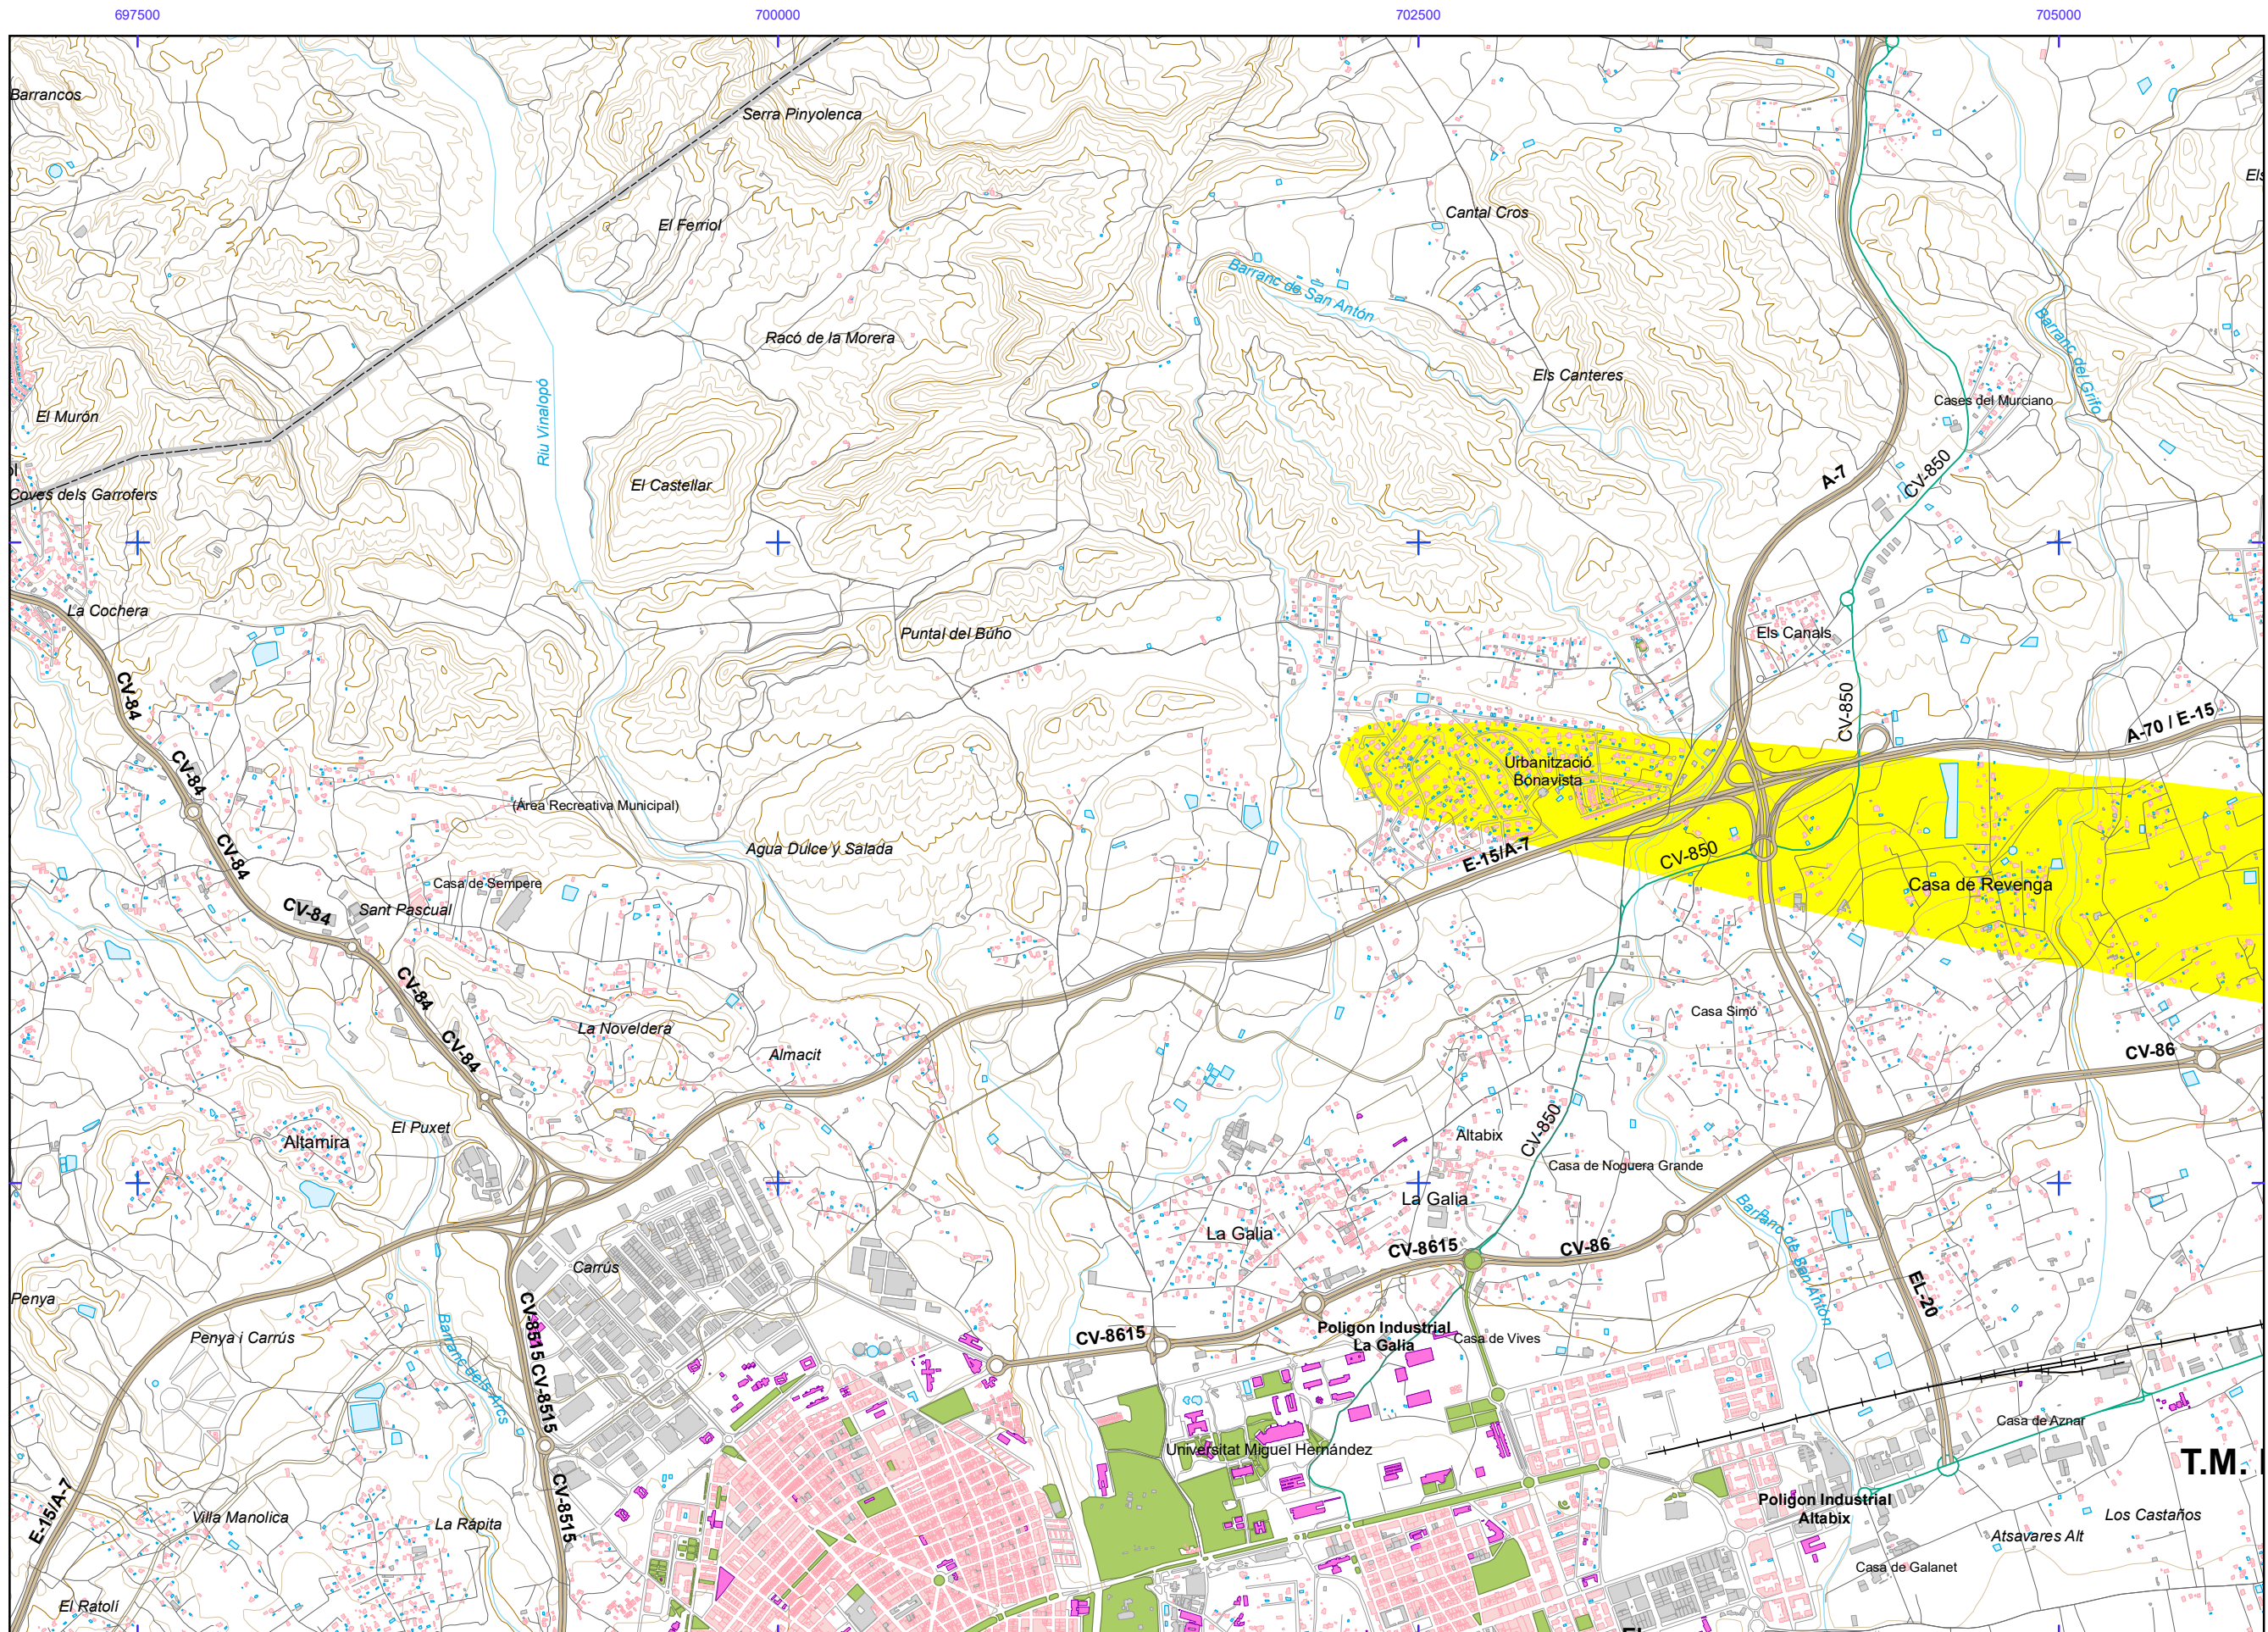 697500
700000
702500
705000
Barrancos
Serra Pinyolenca
Els
El Ferriol
Cantal Cros
Barranc de San Antón
Racó de la Morera
Barranc del Grifo
Els Canteres
Cases del Murciano
El Murón
Riu Vinalopó
A-7
CV-850
El Castellar
Coves dels Garrofers
La Cochera
Puntal del Búho
Els Canals
CV-84
CV-850
A-70 / E-15
CV-84
Urbanització
Bonavista
(Área Recreativa Municipal)
Agua Dulce y Salada
E-15/A-7
CV-850
CV-84
Casa de Sempere
Casa de Revenga
CV-84
Sant Pascual
CV-84
Casa Simó
La Noveldera
CV-84
Almacit
CV-86
El Puxet
Altamira
Altabix
CV-850
Casa de Noguera Grande
La Galia
La Galia
Barranc de San Antón
CV-8615
CV-86
Carrús
EL-20
Penya
Penya i Carrús
CV-8515
Barranc dels Arcs
CV-8615
Poligon Industrial
La Galia
Casa de Vives
CV-8515
Casa de Aznar
Universitat Miguel Hernández
T.M.
E-15/A-7
CV-8515
Villa Manolica
La Rápita
Poligon Industrial
Altabix
Los Castaños
Atsavares Alt
Casa de Galanet
El Ratolí